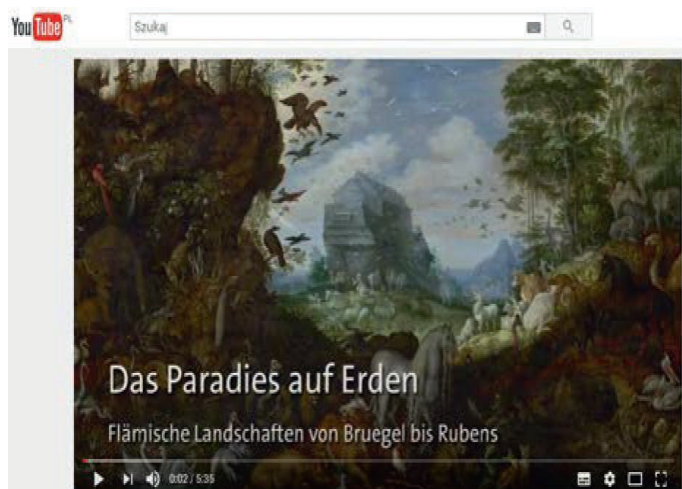 YouTube PL
Szukaj
Das Paradies auf Erden
Flämische Landschaften von Bruegel bis Rubens
0:02 / 5:35